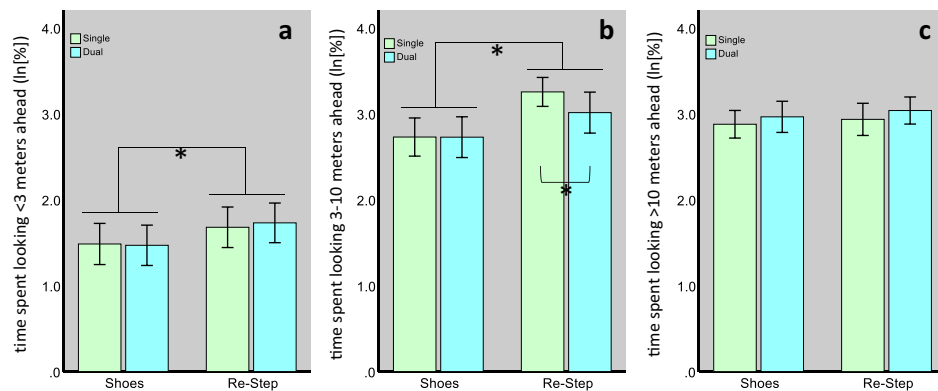 time spent looking <3 meters ahead (ln[%])
4.0
3.0
2.0
1.0
.0
Single
Dual
a
*
Shoes
Re-Step
time spent looking 3-10 meters ahead (ln[%])
4.0
3.0
2.0
1.0
.0
Single
Dual
b
*
*
Shoes
Re-Step
time spent looking >10 meters ahead (ln[%])
4.0
3.0
2.0
1.0
.0
Single
Dual
c
Shoes
Re-Step